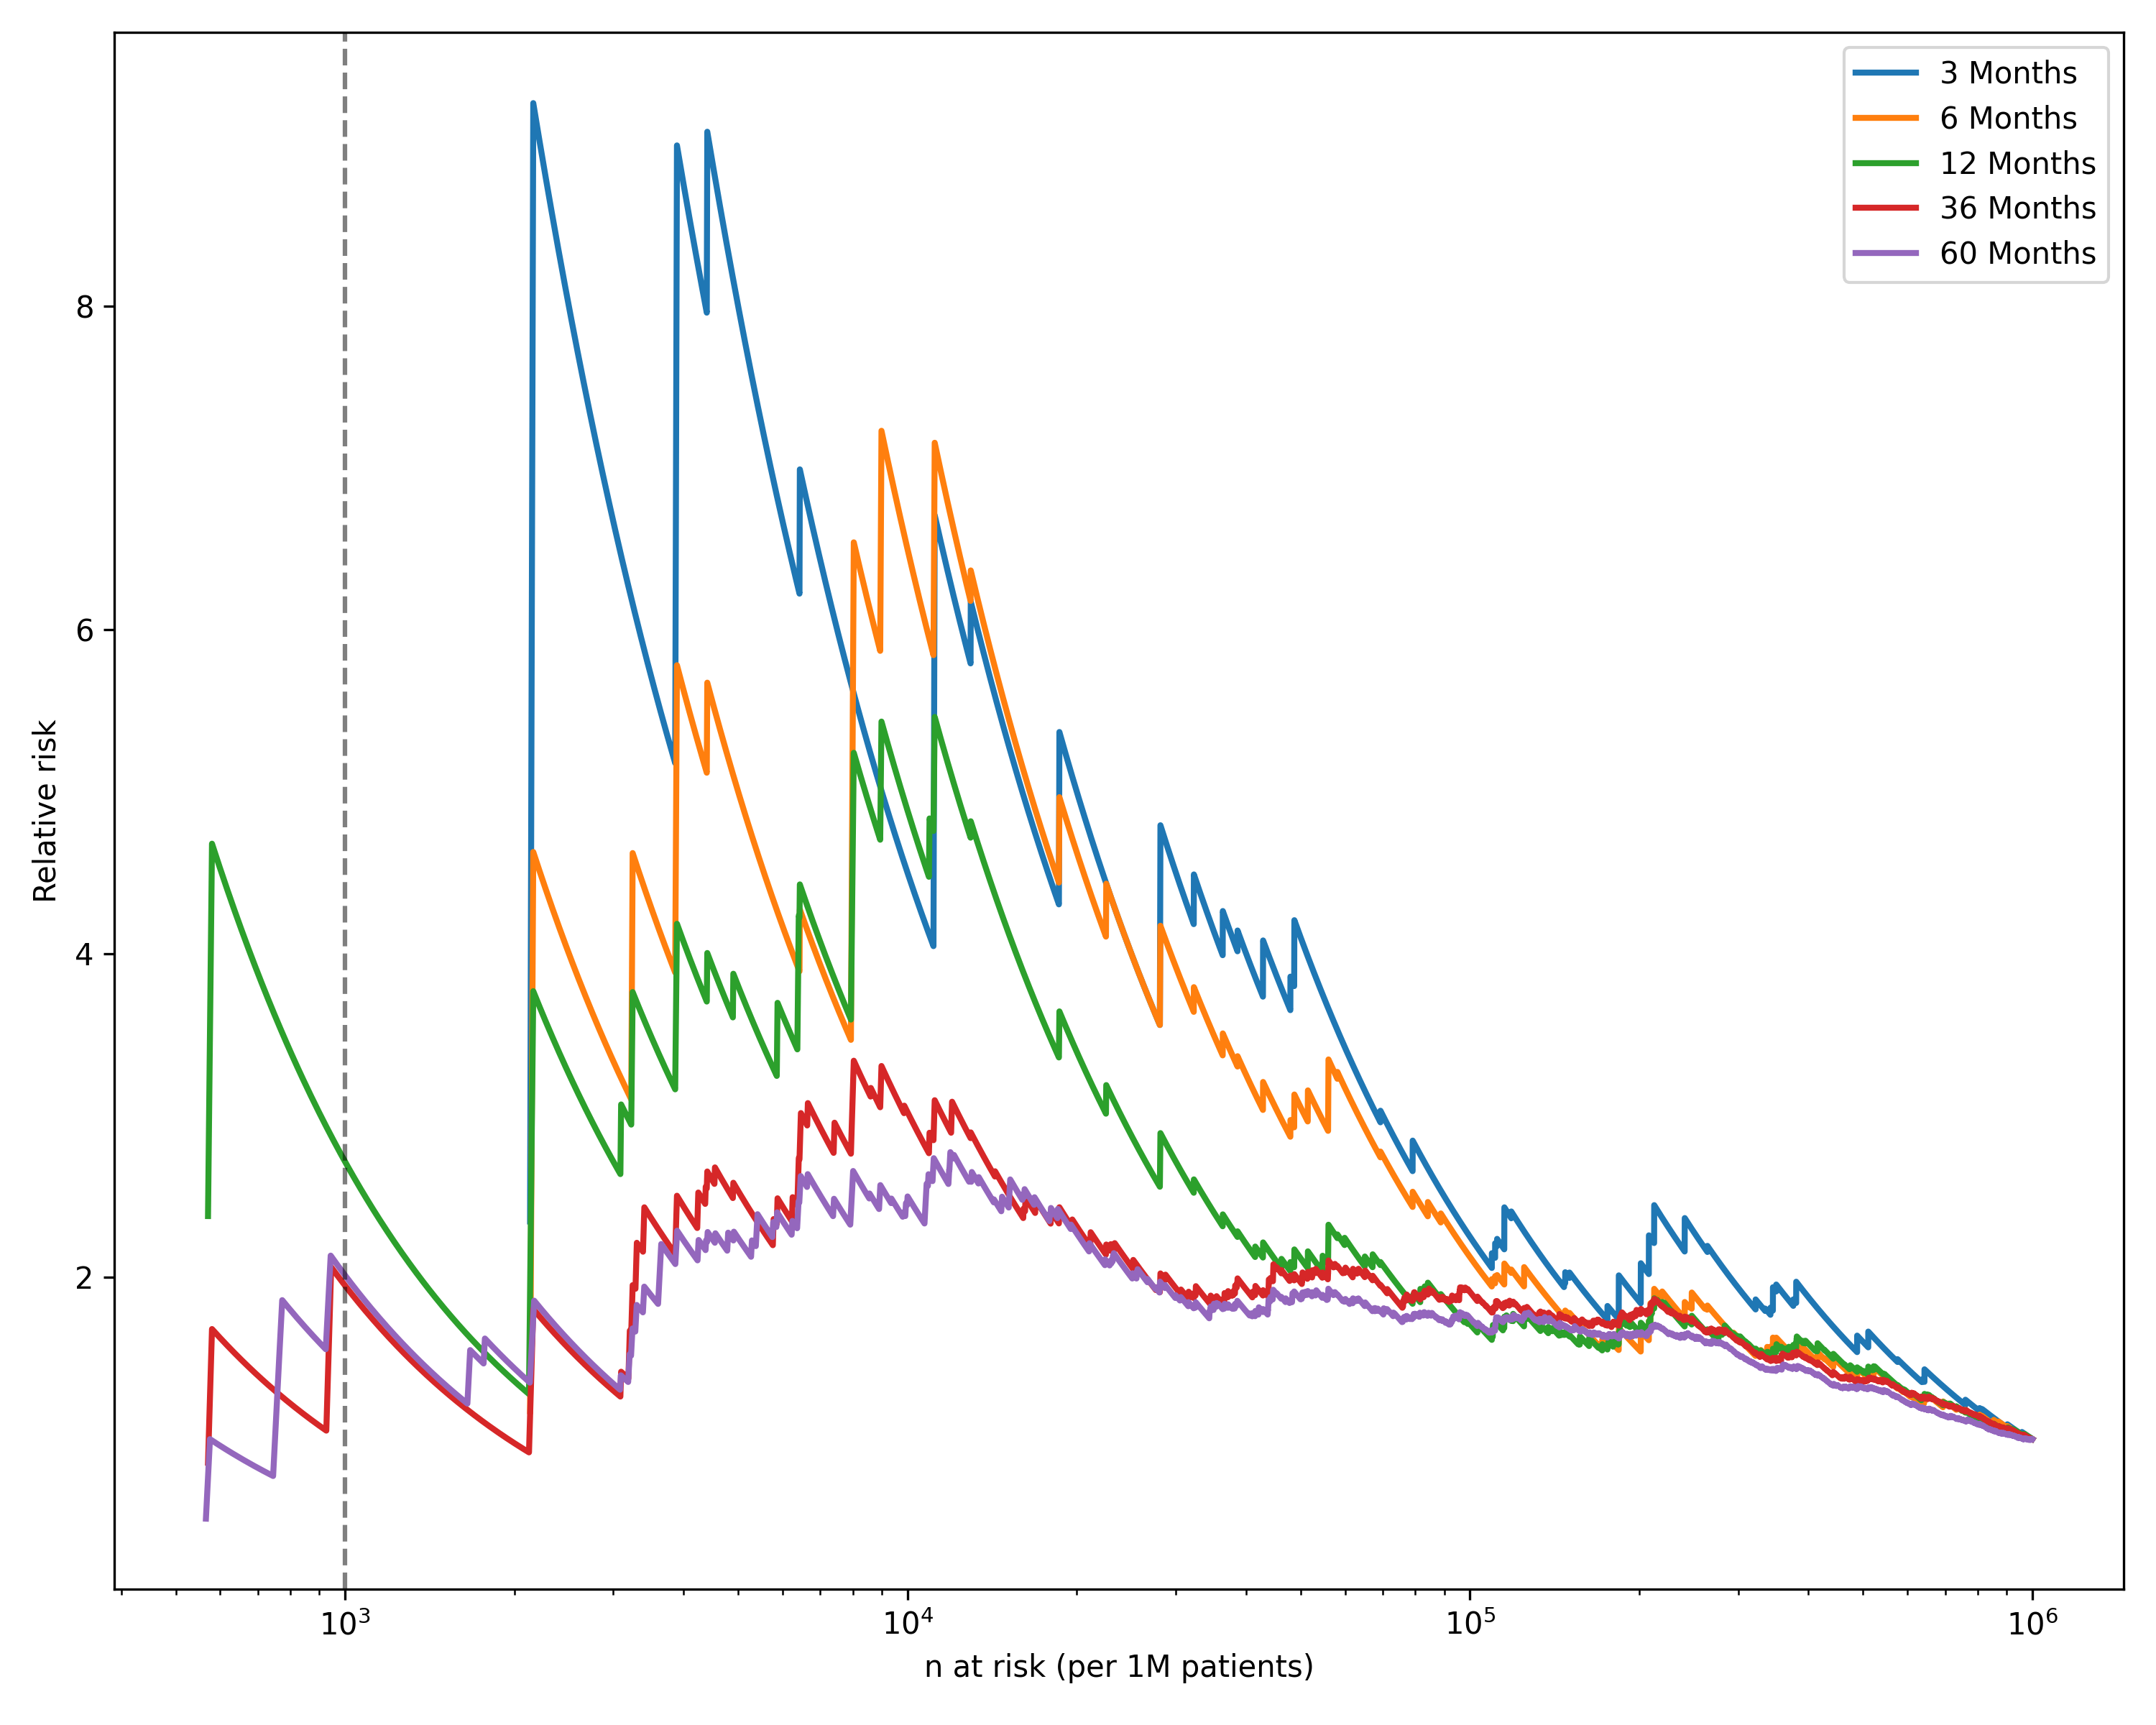 3 Months
6 Months
12 Months
36 Months
60 Months
Relative risk
8
6
4
2
10³
10⁴
10⁵
10⁶
n at risk (per 1M patients)